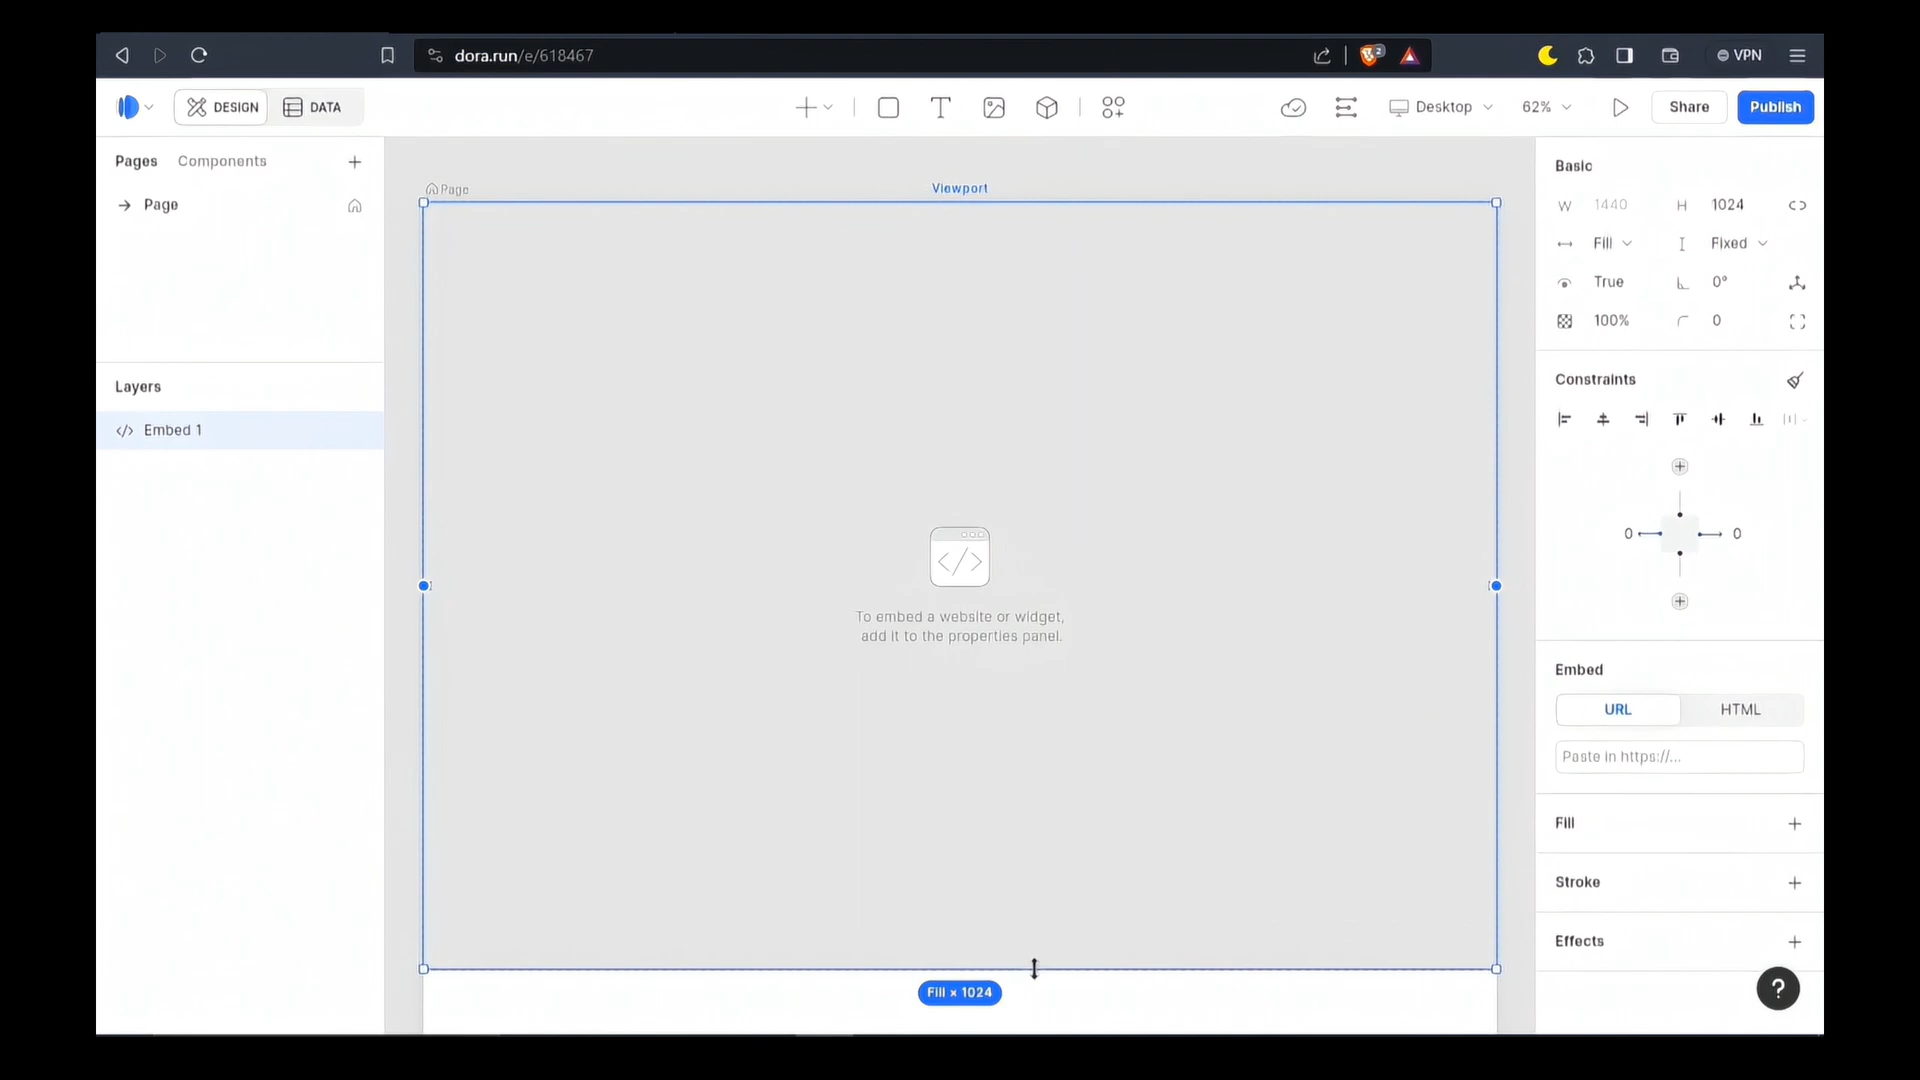 dora.run/e/618467
2
VPN
DESIGN
DATA
Desktop
62%
Share
Publish
Pages
Components
Page
Layers
Embed 1
Page
Viewport
To embed a website or widget,
add it to the properties panel.
Fill × 1024
Basic
W 1440 H 1024
Fill Fixed
True 0°
100% 0
Constraints
0 0
Embed
URL HTML
Paste in https://...
Fill
Stroke
Effects
?